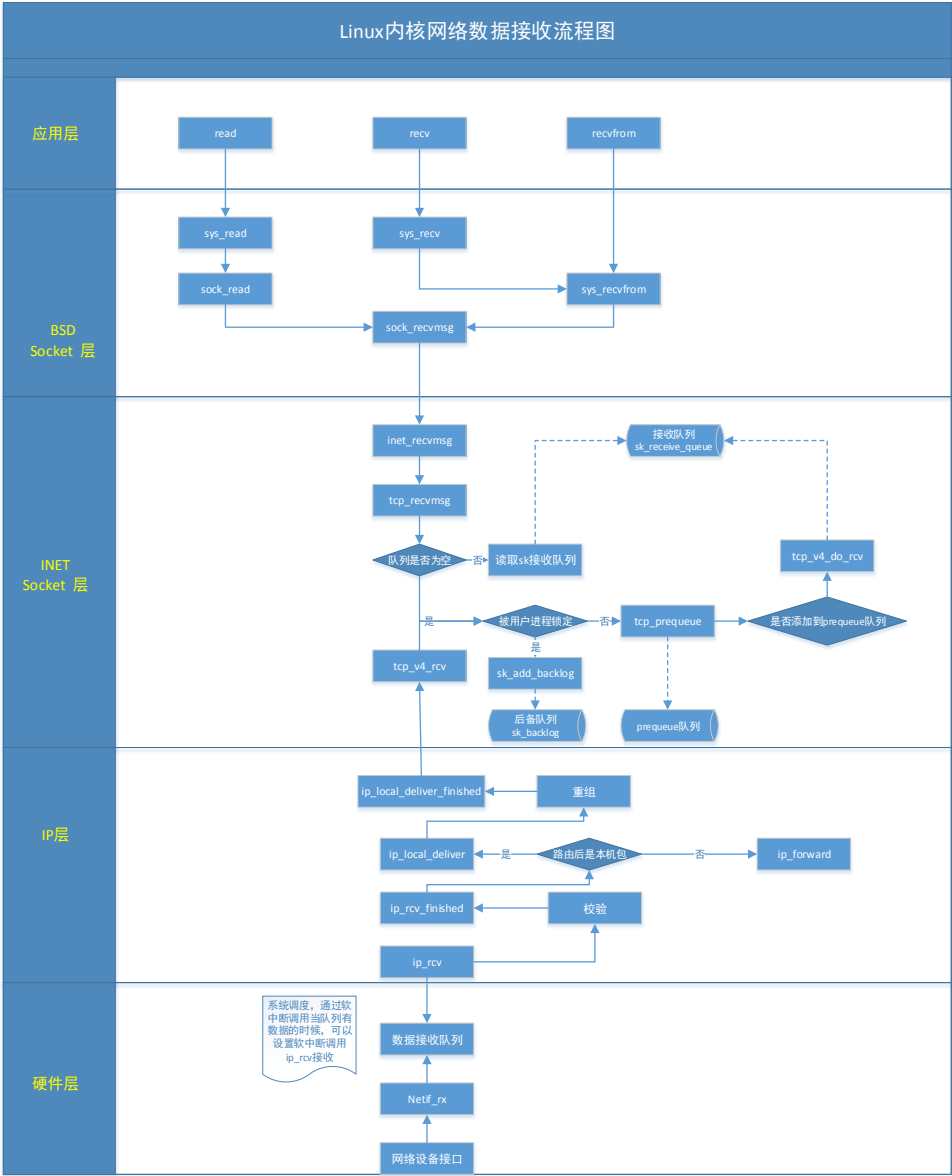 Linux内核网络数据接收流程图
应用层
read
recv
recvfrom
BSD
Socket 层
sys_read
sys_recv
sock_read
sys_recvfrom
sock_recvmsg
INET
Socket 层
inet_recvmsg
接收队列
sk_receive_queue
tcp_recvmsg
队列是否为空
否
读取sk接收队列
tcp_v4_do_rcv
是
被用户进程锁定
否
tcp_prequeue
是否添加到prequeue队列
是
tcp_v4_rcv
sk_add_backlog
后备队列
sk_backlog
prequeue队列
IP层
ip_local_deliver_finished
重组
ip_local_deliver
是
路由后是本机包
否
ip_forward
ip_rcv_finished
校验
ip_rcv
硬件层
系统调度，通过软
中断调用当队列有
数据的时候，可以
设置软中断调用
ip_rcv接收
数据接收队列
Netif_rx
网络设备接口